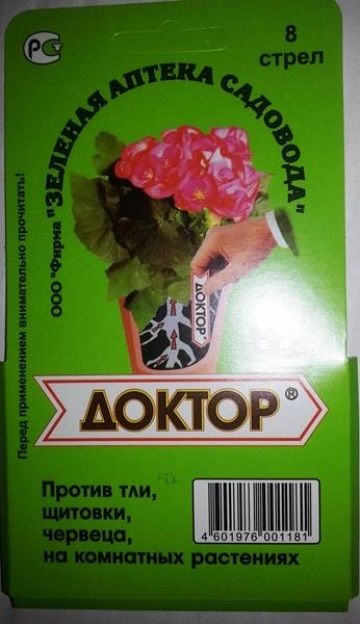 РСТ
8
стрел
ООО "Фирма "ЗЕЛЕНАЯ АПТЕКА САДОВОДА"
Перед применением внимательно прочитать!
ДОКТОР
ДОКТОР®
Против тли,
щитовки,
червеца,
на комнатных растениях
4 601976 001181